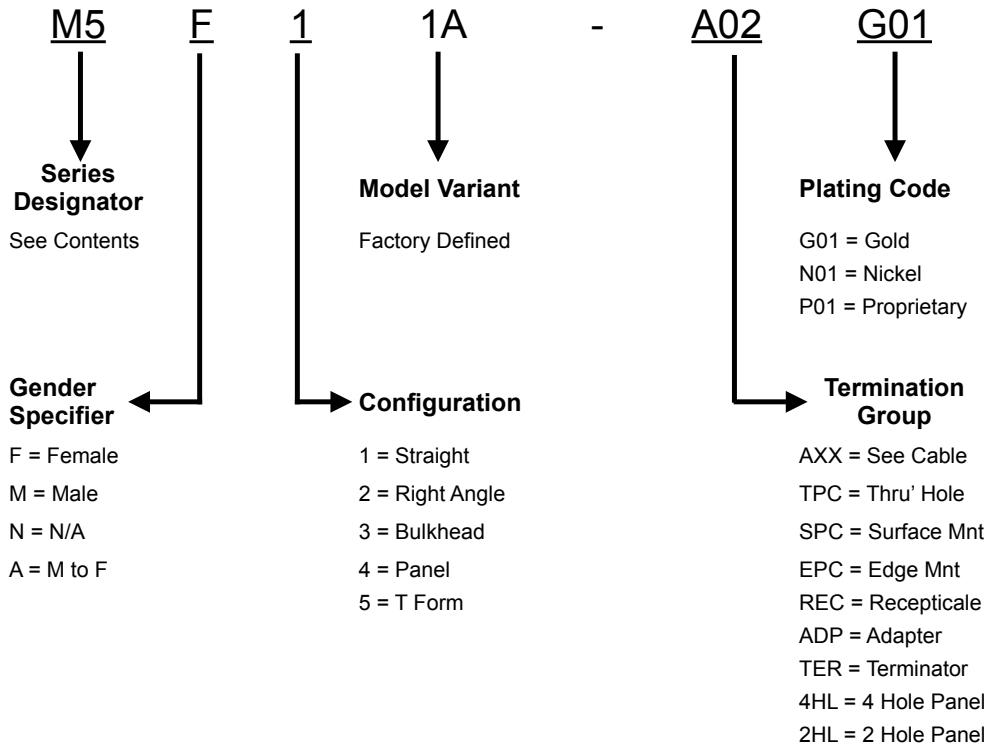 M5 F 1 1A - A02 G01
Series
Designator
See Contents
Model Variant
Factory Defined
Plating Code
G01 = Gold
N01 = Nickel
P01 = Proprietary
Gender
Specifier
F = Female
M = Male
N = N/A
A = M to F
Configuration
1 = Straight
2 = Right Angle
3 = Bulkhead
4 = Panel
5 = T Form
Termination
Group
AXX = See Cable
TPC = Thru' Hole
SPC = Surface Mnt
EPC = Edge Mnt
REC = Recepticale
ADP = Adapter
TER = Terminator
4HL = 4 Hole Panel
2HL = 2 Hole Panel